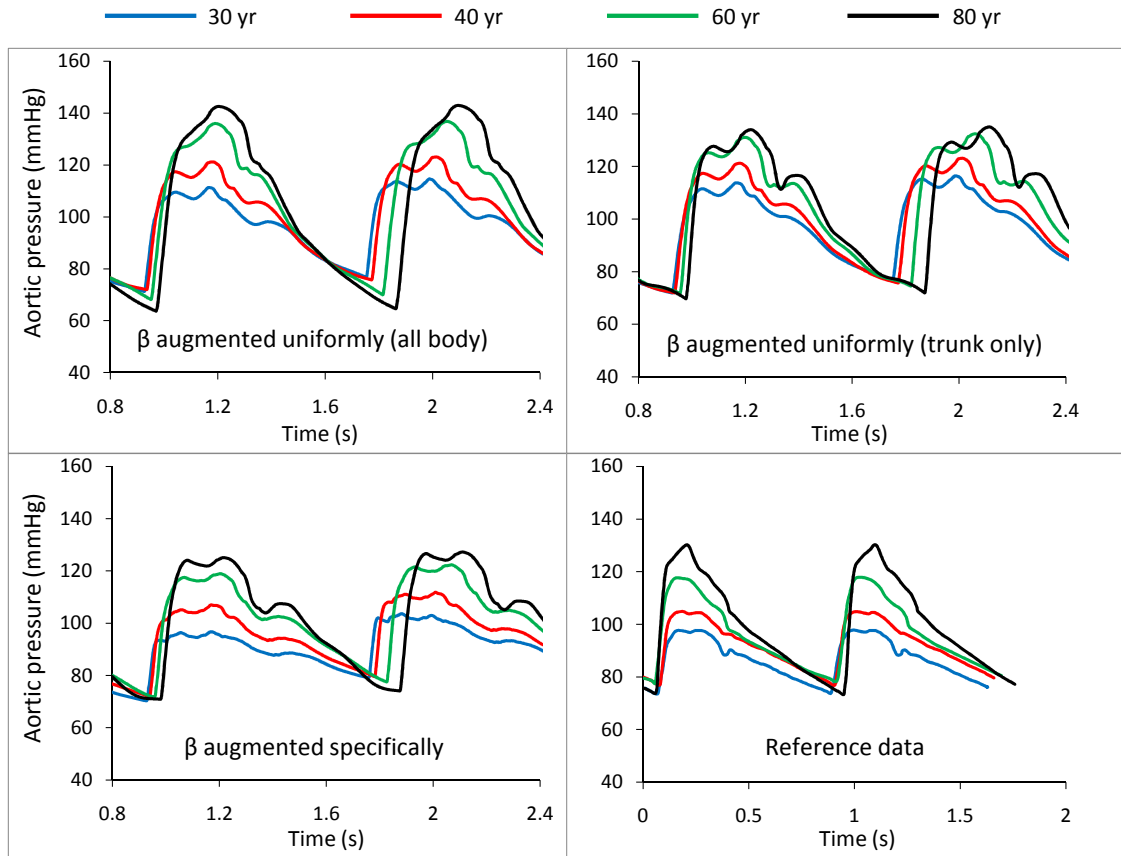 30 yr 40 yr 60 yr 80 yr
160
140
120
100
80
60
40
Aortic pressure (mmHg)
β augmented uniformly (all body)
0.8 1.2 1.6 2 2.4
Time (s)
160
140
120
100
80
60
40
β augmented uniformly (trunk only)
0.8 1.2 1.6 2 2.4
Time (s)
160
140
120
100
80
60
40
Aortic pressure (mmHg)
β augmented specifically
0.8 1.2 1.6 2 2.4
Time (s)
160
140
120
100
80
60
40
Reference data
0 0.5 1 1.5 2
Time (s)